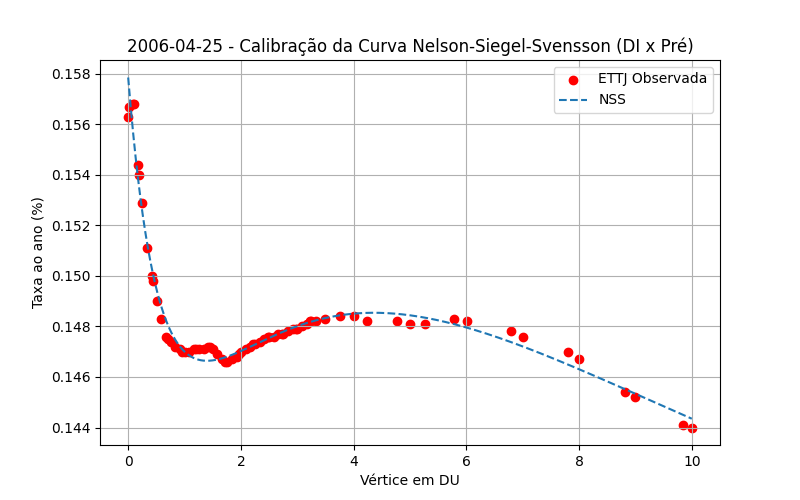 2006-04-25 - Calibração da Curva Nelson-Siegel-Svensson (DI x Pré)
ETTJ Observada
NSS
Taxa ao ano (%)
0.158
0.156
0.154
0.152
0.150
0.148
0.146
0.144
0 2 4 6 8 10
Vértice em DU